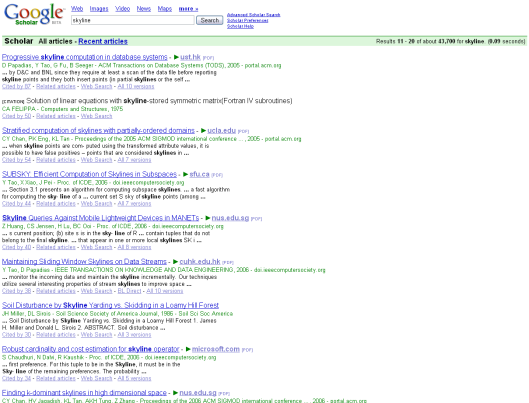 Google
Scholar BETA
Web Images Video News Maps more »
skyline
Search
Advanced Scholar Search
Scholar Preferences
Scholar Help
Scholar All articles - Recent articles Results 11 - 20 of about 43,700 for skyline. (0.09 seconds)
Progressive skyline computation in database systems - ►ust.hk [PDF]
D Papadias, Y Tao, G Fu, B Seeger - ACM Transactions on Database Systems (TODS), 2005 - portal.acm.org
... by D&C and BNL since they require at least a scan of the data file before reporting
skyline points and they both insert points (in partial skylines or the self ...
Cited by 87 - Related articles - Web Search - All 10 versions
[CITATION] Solution of linear equations with skyline-stored symmetric matrix(Fortran IV subroutines)
CA FELIPPA - Computers and Structures, 1975
Cited by 50 - Related articles - Web Search
Stratified computation of skylines with partially-ordered domains - ►ucla.edu [PDF]
CY Chan, PK Eng, KL Tan - Proceedings of the 2005 ACM SIGMOD international conference ..., 2005 - portal.acm.org
... when skyline points are com- puted using the transformed attribute values, it is
possible to have false positives – points that are considered skylines in ...
Cited by 54 - Related articles - Web Search - All 7 versions
SUBSKY: Efficient Computation of Skylines in Subspaces - ►sfu.ca [PDF]
Y Tao, X Xiao, J Pei - Proc. of ICDE, 2006 - doi.ieeecomputersociety.org
... Section 3.1 presents an algorithm for computing subspace skylines. ... a fast algorithm
for computing the sky- line of a ... current set S sky of skyline points (among ...
Cited by 44 - Related articles - Web Search - All 7 versions
Skyline Queries Against Mobile Lightweight Devices in MANETs - ►nus.edu.sg [PDF]
Z Huang, CS Jensen, H Lu, BC Ooi - Proc. of ICDE, 2006 - doi.ieeecomputersociety.org
... s current position; (b) site s is in the sky- line of R ... contain tuples that do not
belong to the final skyline. ... that appear in one or more local skylines SK i ...
Cited by 40 - Related articles - Web Search - All 8 versions
Maintaining Sliding Window Skylines on Data Streams - ►cuhk.edu.hk [PDF]
Y Tao, D Papadias - IEEE TRANSACTIONS ON KNOWLEDGE AND DATA ENGINEERING, 2006 - doi.ieeecomputersociety.org
... monitor the incoming data and maintain the skyline incrementally. Our techniques
utilize several interesting properties of stream skylines to improve space ...
Cited by 38 - Related articles - Web Search - BL Direct - All 10 versions
Soil Disturbance by Skyline Yarding vs. Skidding in a Loamy Hill Forest
JH Miller, DL Sirois - Soil Science Society of America Journal, 1986 - Soil Sci Soc America
... Soil Disturbance by Skyline Yarding vs. Skidding in a Loamy Hill Forest 1. James
H. Miller and Donald L. Sirois 2. ABSTRACT. Soil disturbance ...
Cited by 30 - Related articles - Web Search - All 3 versions
Robust cardinality and cost estimation for skyline operator - ►microsoft.com [PDF]
S Chaudhuri, N Dalvi, R Kaushik - Proc. of ICDE, 2006 - doi.ieeecomputersociety.org
... first preference. For this tuple to be in the Skyline, it must be in the
Sky- line of the remaining preferences. The probability ...
Cited by 34 - Related articles - Web Search - All 5 versions
Finding k-dominant skylines in high dimensional space - ►nus.edu.sg [PDF]
CY Chan, HV Jagadish, KL Tan, AKH Tung, Z Zhang - Proceedings of the 2006 ACM SIGMOD international conference ..., 2006 - portal.acm.org